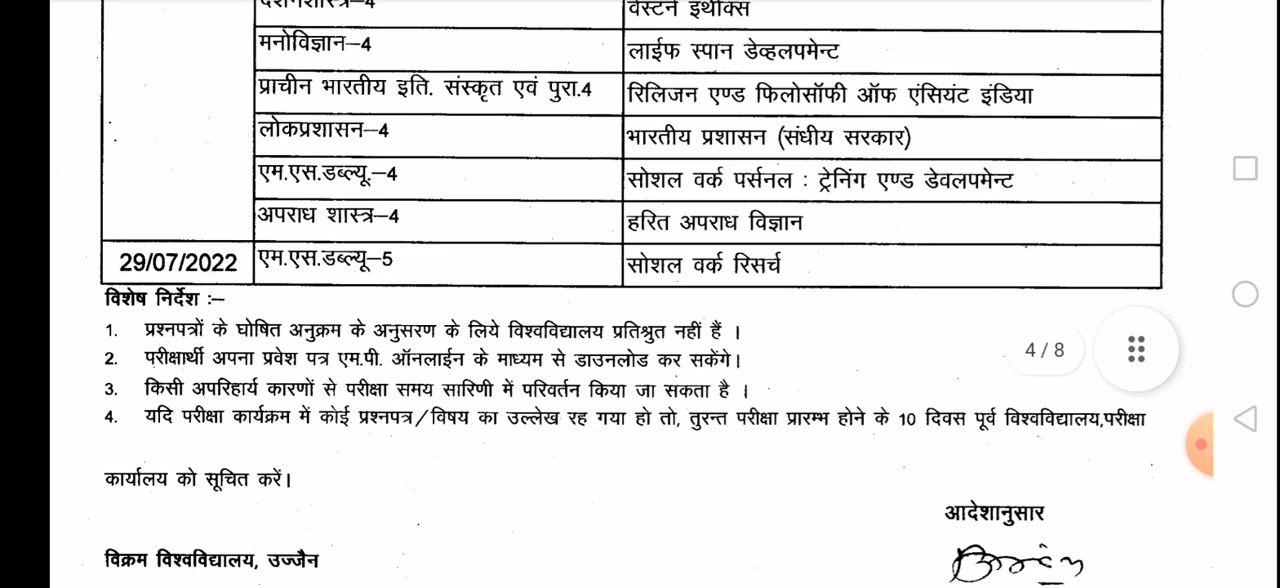 दर्शनशास्त्र–4 वेस्टर्न इथीक्स
मनोविज्ञान–4 लाईफ स्पान डेव्हलपमेन्ट
प्राचीन भारतीय इति. संस्कृत एवं पुरा.4 रिलिजन एण्ड फिलोसॉफी ऑफ एंसियंट इंडिया
लोकप्रशासन–4 भारतीय प्रशासन (संघीय सरकार)
एम.एस.डब्ल्यू.–4 सोशल वर्क पर्सनल : ट्रेनिंग एण्ड डेवलपमेन्ट
अपराध शास्त्र–4 हरित अपराध विज्ञान
29/07/2022 एम.एस.डब्ल्यू–5 सोशल वर्क रिसर्च
विशेष निर्देश :–
1. प्रश्नपत्रों के घोषित अनुक्रम के अनुसरण के लिये विश्वविद्यालय प्रतिश्रुत नहीं हैं ।
2. परीक्षार्थी अपना प्रवेश पत्र एम.पी. ऑनलाईन के माध्यम से डाउनलोड कर सकेंगे।
4/8
3. किसी अपरिहार्य कारणों से परीक्षा समय सारिणी में परिवर्तन किया जा सकता है ।
4. यदि परीक्षा कार्यक्रम में कोई प्रश्नपत्र/विषय का उल्लेख रह गया हो तो, तुरन्त परीक्षा प्रारम्भ होने के 10 दिवस पूर्व विश्वविद्यालय,परीक्षा
कार्यालय को सूचित करें।
आदेशानुसार
विक्रम विश्वविद्यालय, उज्जैन